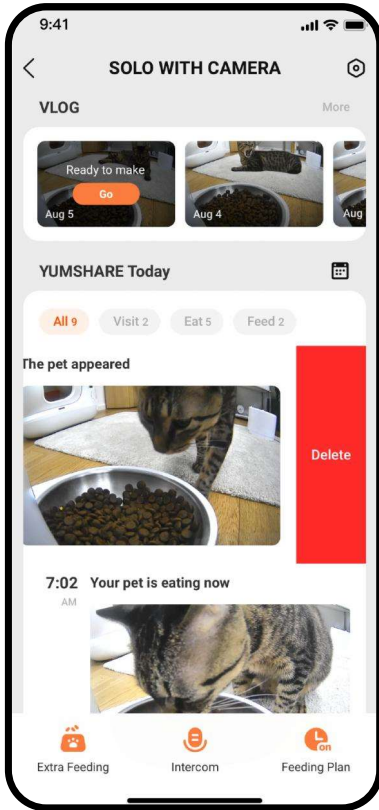 9:41
SOLO WITH CAMERA
VLOG More
Ready to make
Go
Aug 5
Aug 4
Aug
YUMSHARE Today
All 9 Visit 2 Eat 5 Feed 2
The pet appeared
Delete
7:02 Your pet is eating now
AM
on
Extra Feeding Intercom Feeding Plan